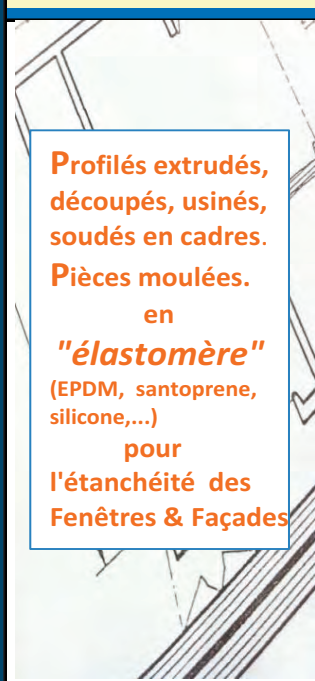 Profilés extrudés,
découpés, usinés,
soudés en cadres.
Pièces moulées.
en
"élastomère"
(EPDM, santoprene,
silicone,...)
pour
l'étanchéité des
Fenêtres & Façades